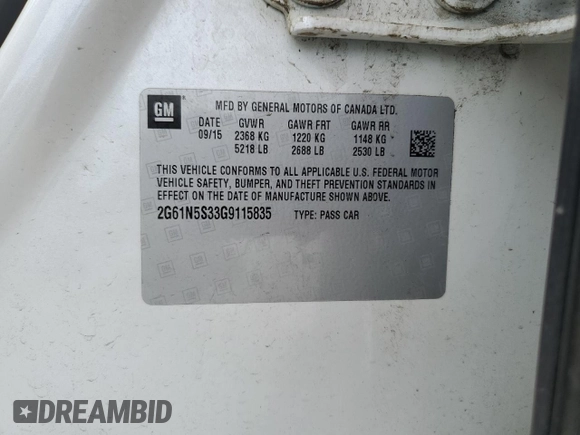 GM
MFD BY GENERAL MOTORS OF CANADA LTD.
DATE GVWR GAWR FRT GAWR RR
09/15 2368 KG 1220 KG 1148 KG
5218 LB 2688 LB 2530 LB
THIS VEHICLE CONFORMS TO ALL APPLICABLE U.S. FEDERAL MOTOR
VEHICLE SAFETY, BUMPER, AND THEFT PREVENTION STANDARDS IN
EFFECT ON THE DATE OF MANUFACTURE SHOWN ABOVE.
2G61N5S33G9115835 TYPE: PASS CAR
DREAMBID